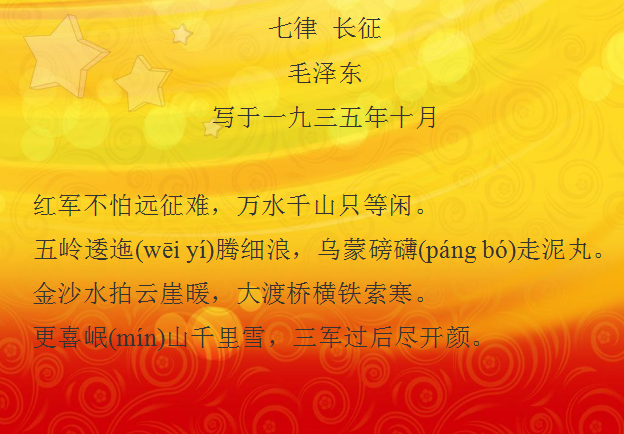 七律 长征
毛泽东
写于一九三五年十月
红军不怕远征难，万水千山只等闲。
五岭逶迤(wēi yí)腾细浪，乌蒙磅礴(páng bó)走泥丸。
金沙水拍云崖暖，大渡桥横铁索寒。
更喜岷(mín)山千里雪，三军过后尽开颜。